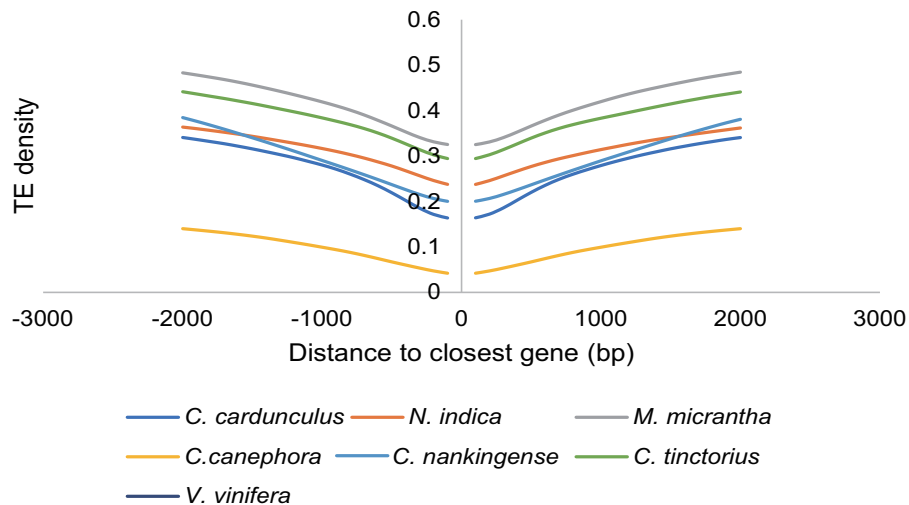 0.6
0.5
0.4
0.3
0.2
0.1
0
TE density
-3000 -2000 -1000 0 1000 2000 3000
Distance to closest gene (bp)
C. cardunculus N. indica M. micrantha
C.canephora C. nankingense C. tinctorius
V. vinifera